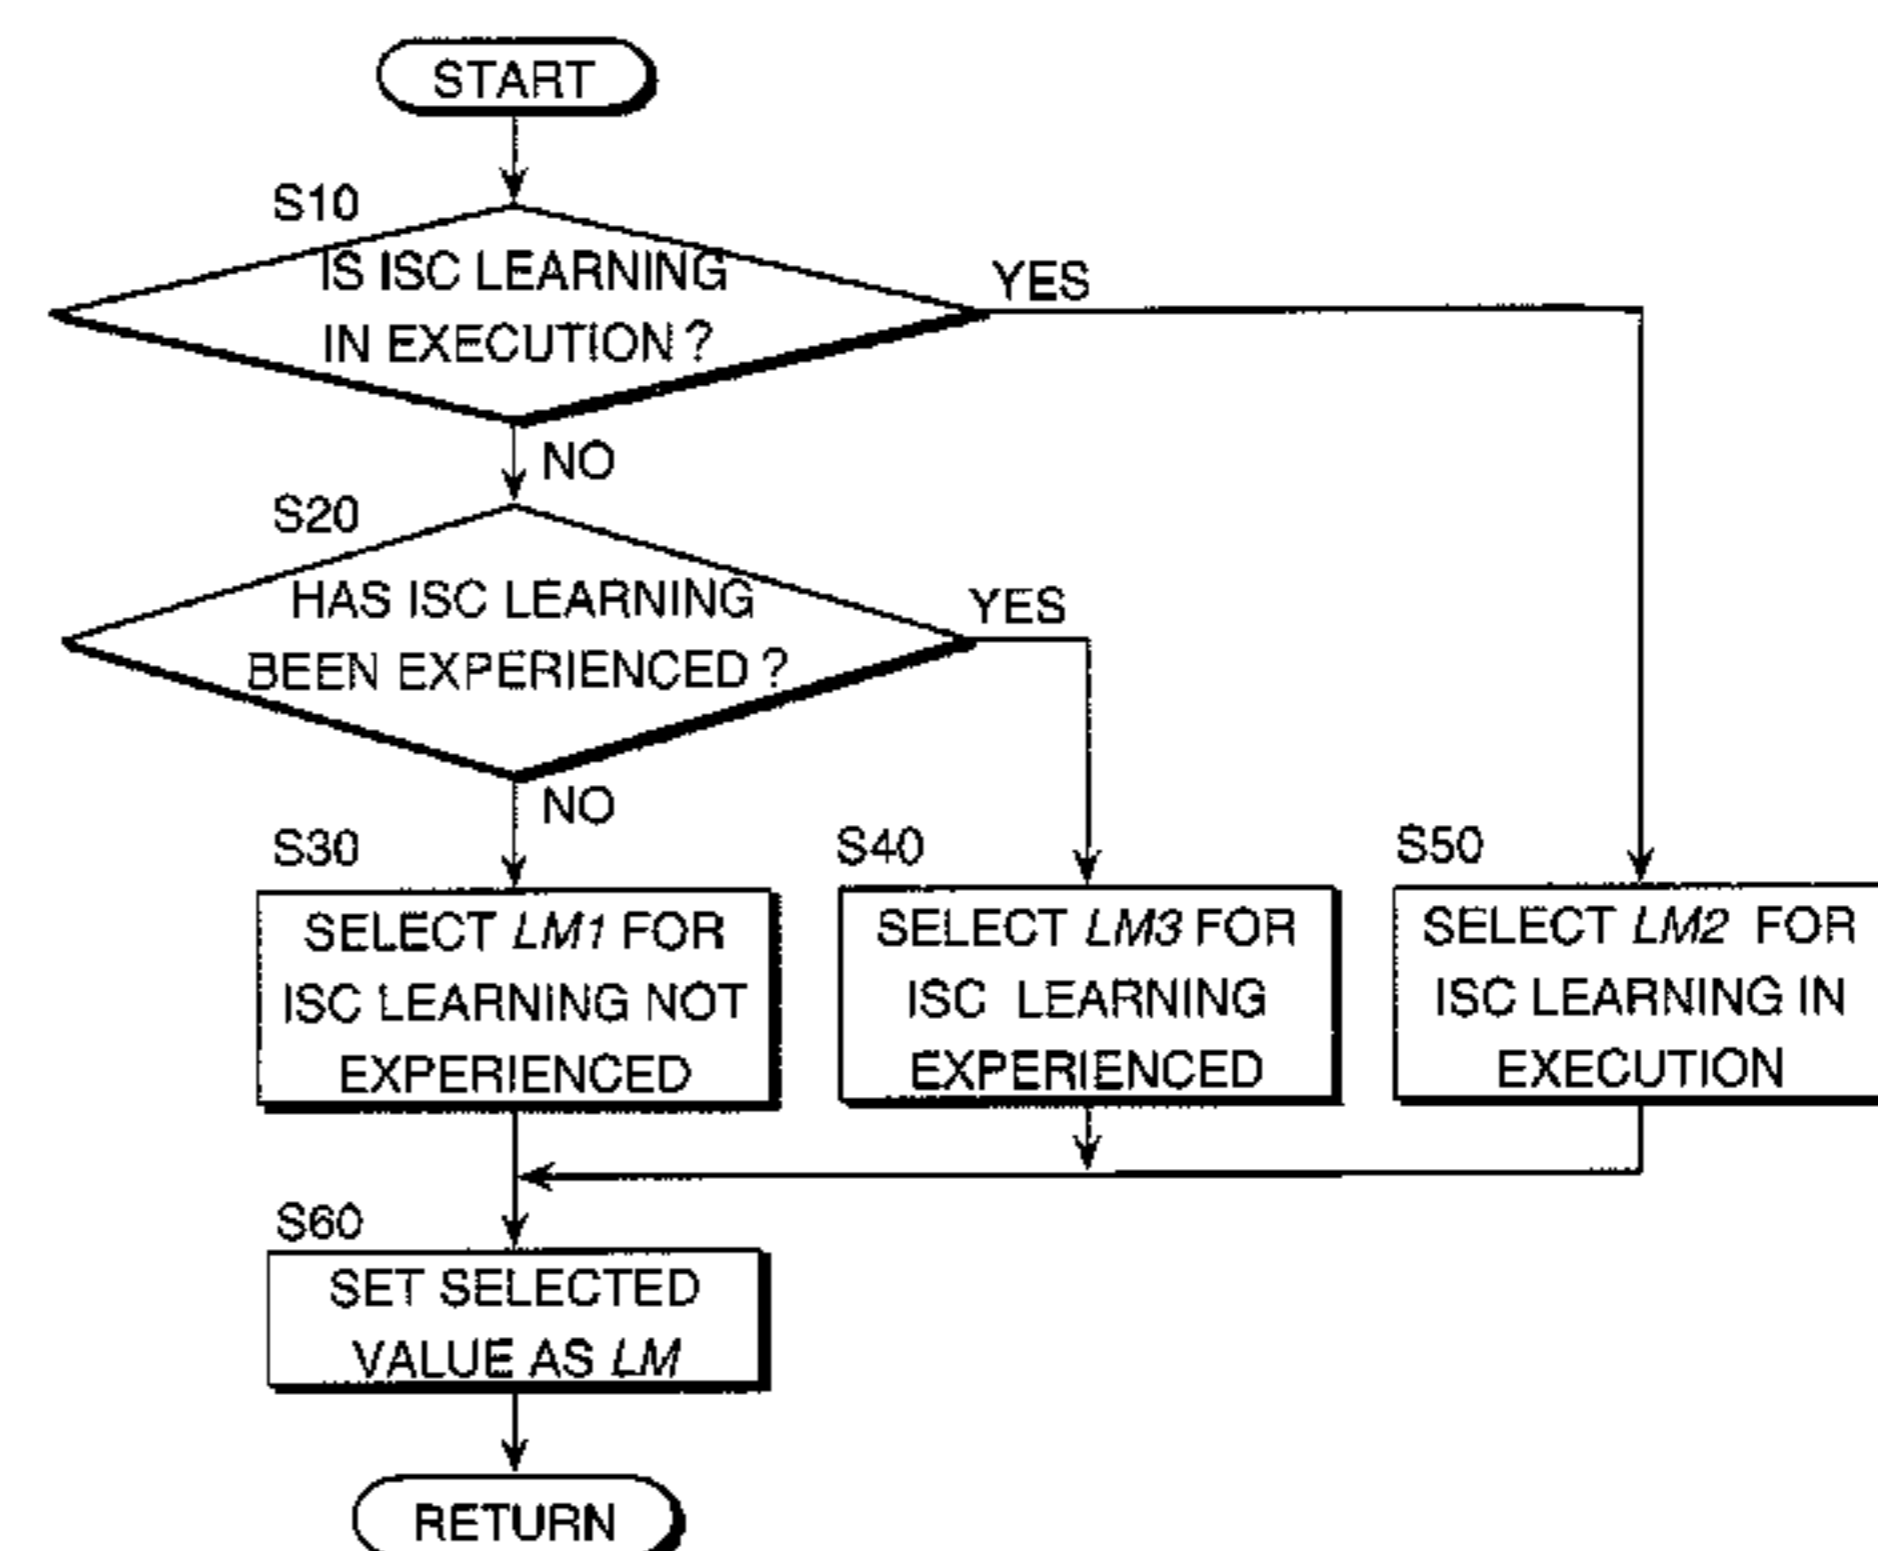 START
S10
IS ISC LEARNING
IN EXECUTION ?
YES
NO
S20
HAS ISC LEARNING
BEEN EXPERIENCED ?
YES
NO
S30
SELECT LM1 FOR
ISC LEARNING NOT
EXPERIENCED
S40
SELECT LM3 FOR
ISC LEARNING
EXPERIENCED
S50
SELECT LM2 FOR
ISC LEARNING IN
EXECUTION
S60
SET SELECTED
VALUE AS LM
RETURN